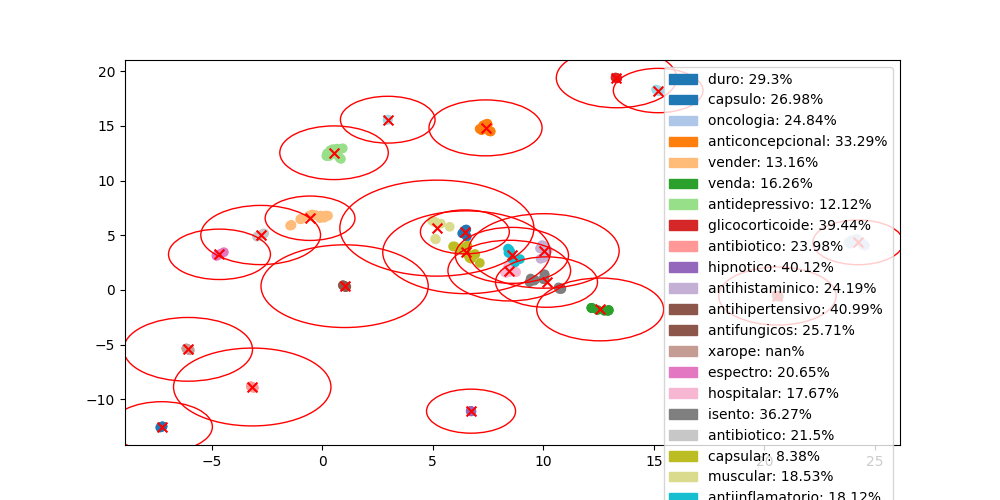 20
15
10
5
0
−5
−10
−5
0
5
10
15
20
25
duro: 29.3%
capsulo: 26.98%
oncologia: 24.84%
anticoncepcional: 33.29%
vender: 13.16%
venda: 16.26%
antidepressivo: 12.12%
glicocorticoide: 39.44%
antibiotico: 23.98%
hipnotico: 40.12%
antihistaminico: 24.19%
antihipertensivo: 40.99%
antifungicos: 25.71%
xarope: nan%
espectro: 20.65%
hospitalar: 17.67%
isento: 36.27%
antibiotico: 21.5%
capsular: 8.38%
muscular: 18.53%
antiinflamatorio: 18.12%